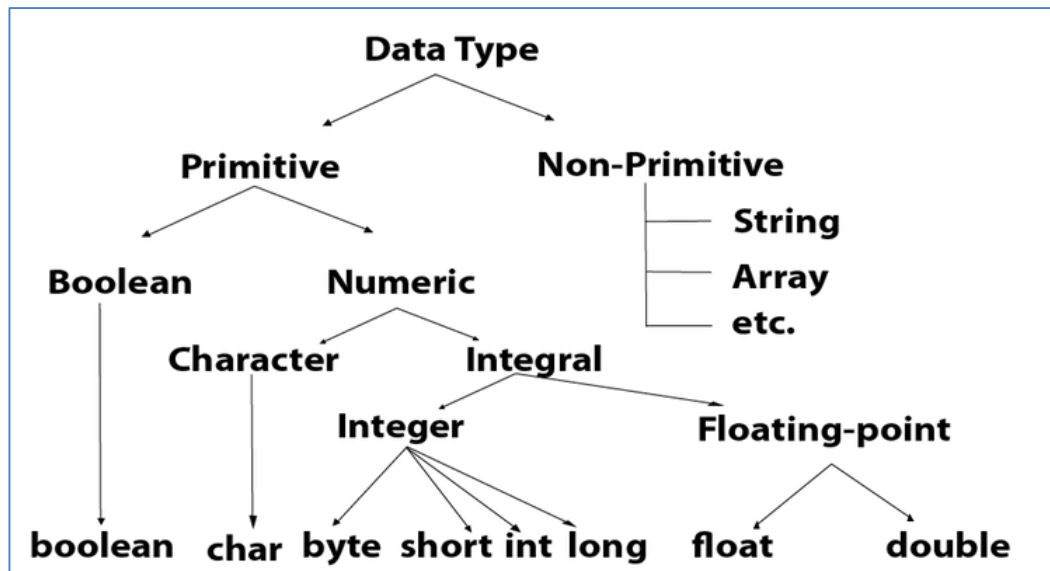 Data Type
Primitive
Non-Primitive
String
Array
etc.
Boolean
Numeric
Character
Integral
Integer
Floating-point
boolean
char
byte
short
int
long
float
double